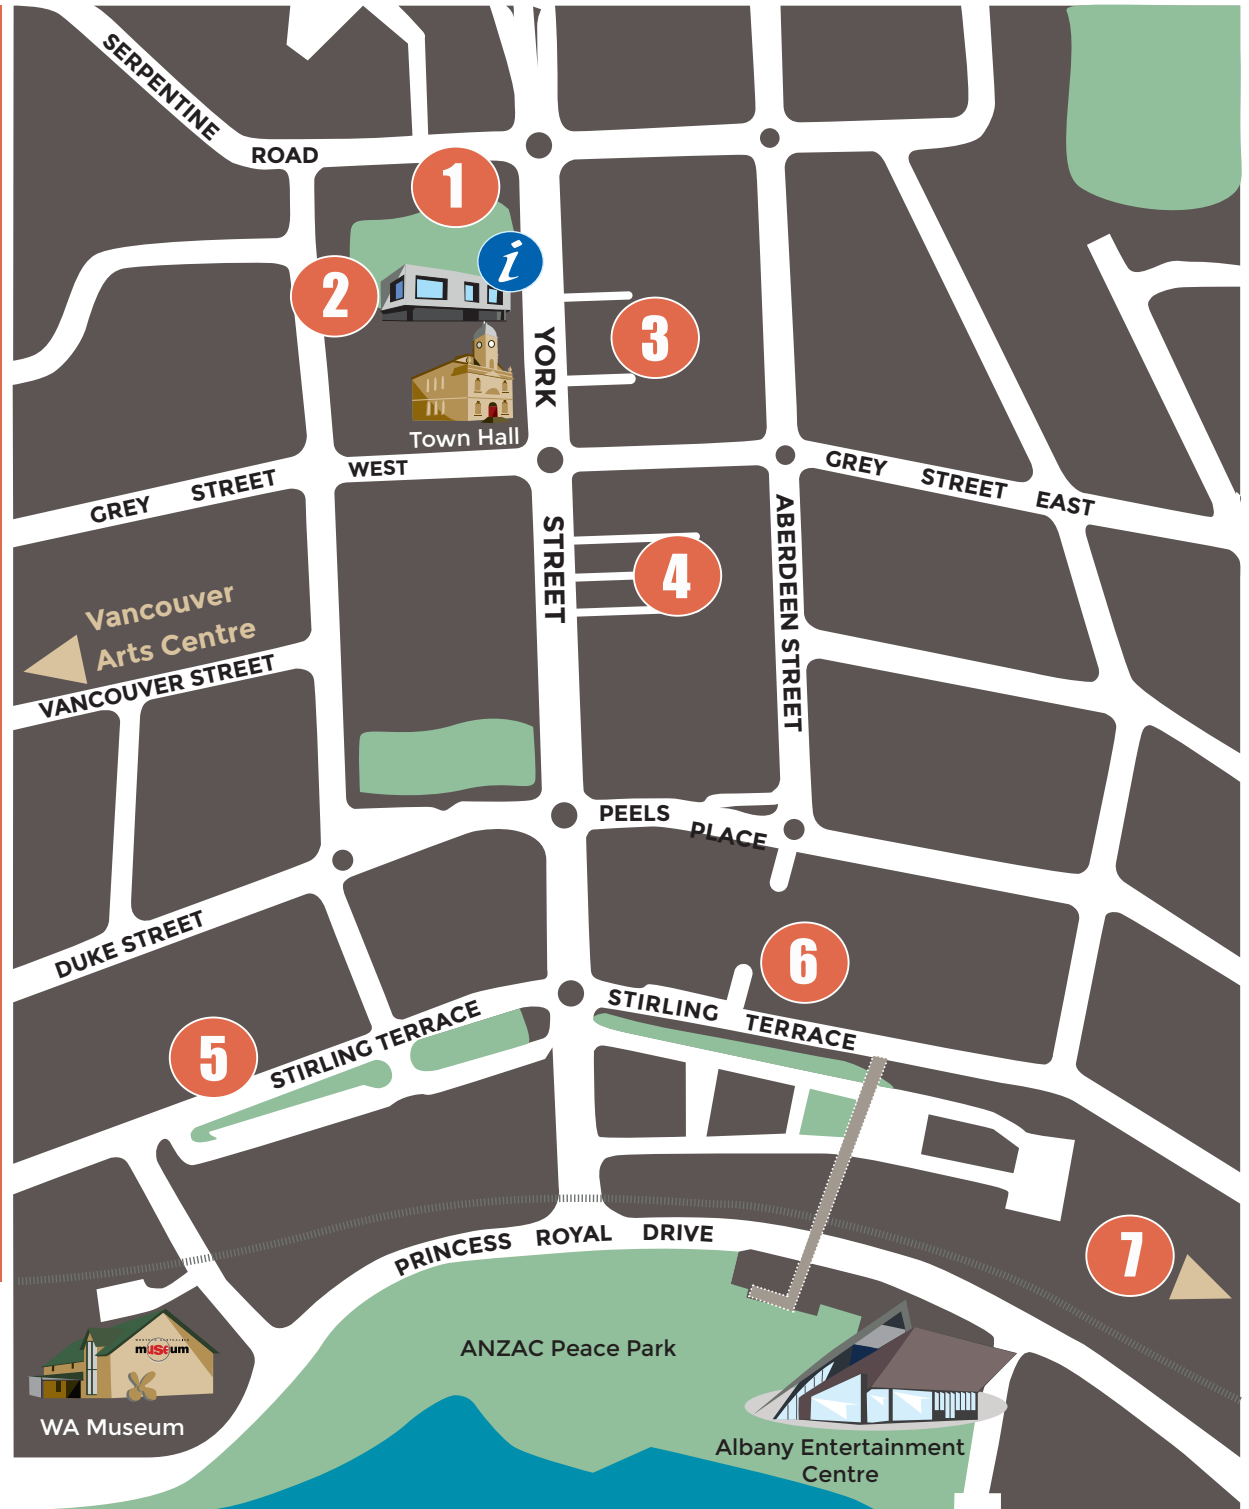 SERPENTINE
ROAD
1
i
2
3
YORK
Town Hall
WEST
GREY STREET
GREY STREET EAST
STREET
ABERDEEN STREET
4
Vancouver
Arts Centre
VANCOUVER STREET
PEELS
PLACE
DUKE STREET
6
STIRLING TERRACE
STIRLING TERRACE
5
PRINCESS ROYAL DRIVE
7
museum
ANZAC Peace Park
WA Museum
Albany Entertainment
Centre